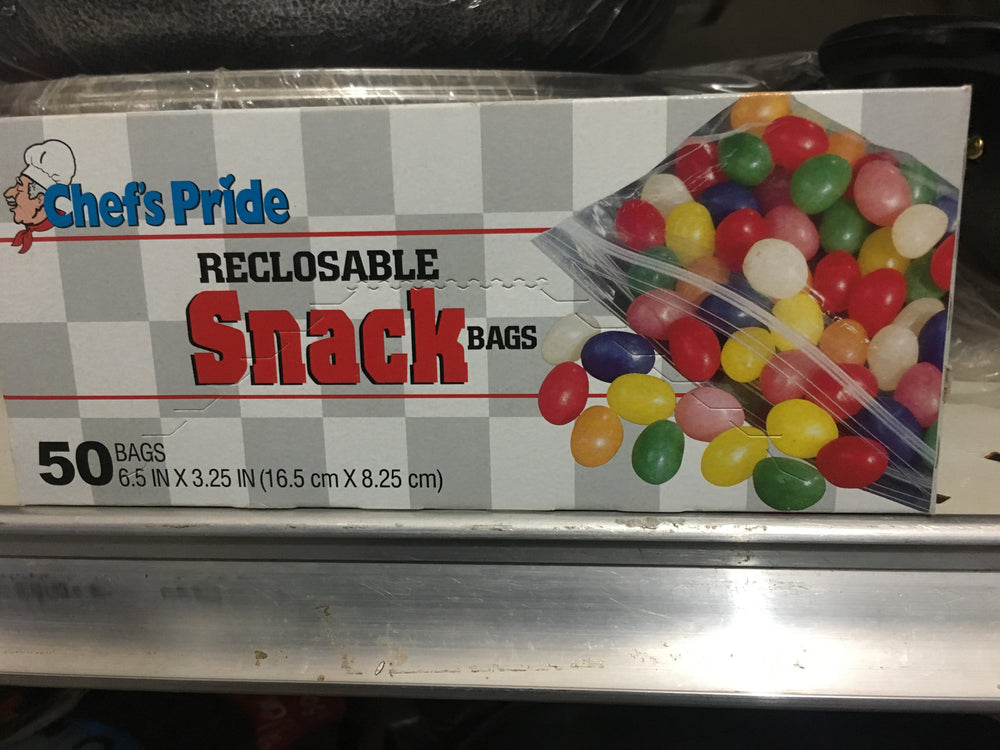 Chef's Pride
RECLOSABLE
Snack BAGS
50 BAGS
6.5 IN X 3.25 IN (16.5 cm X 8.25 cm)